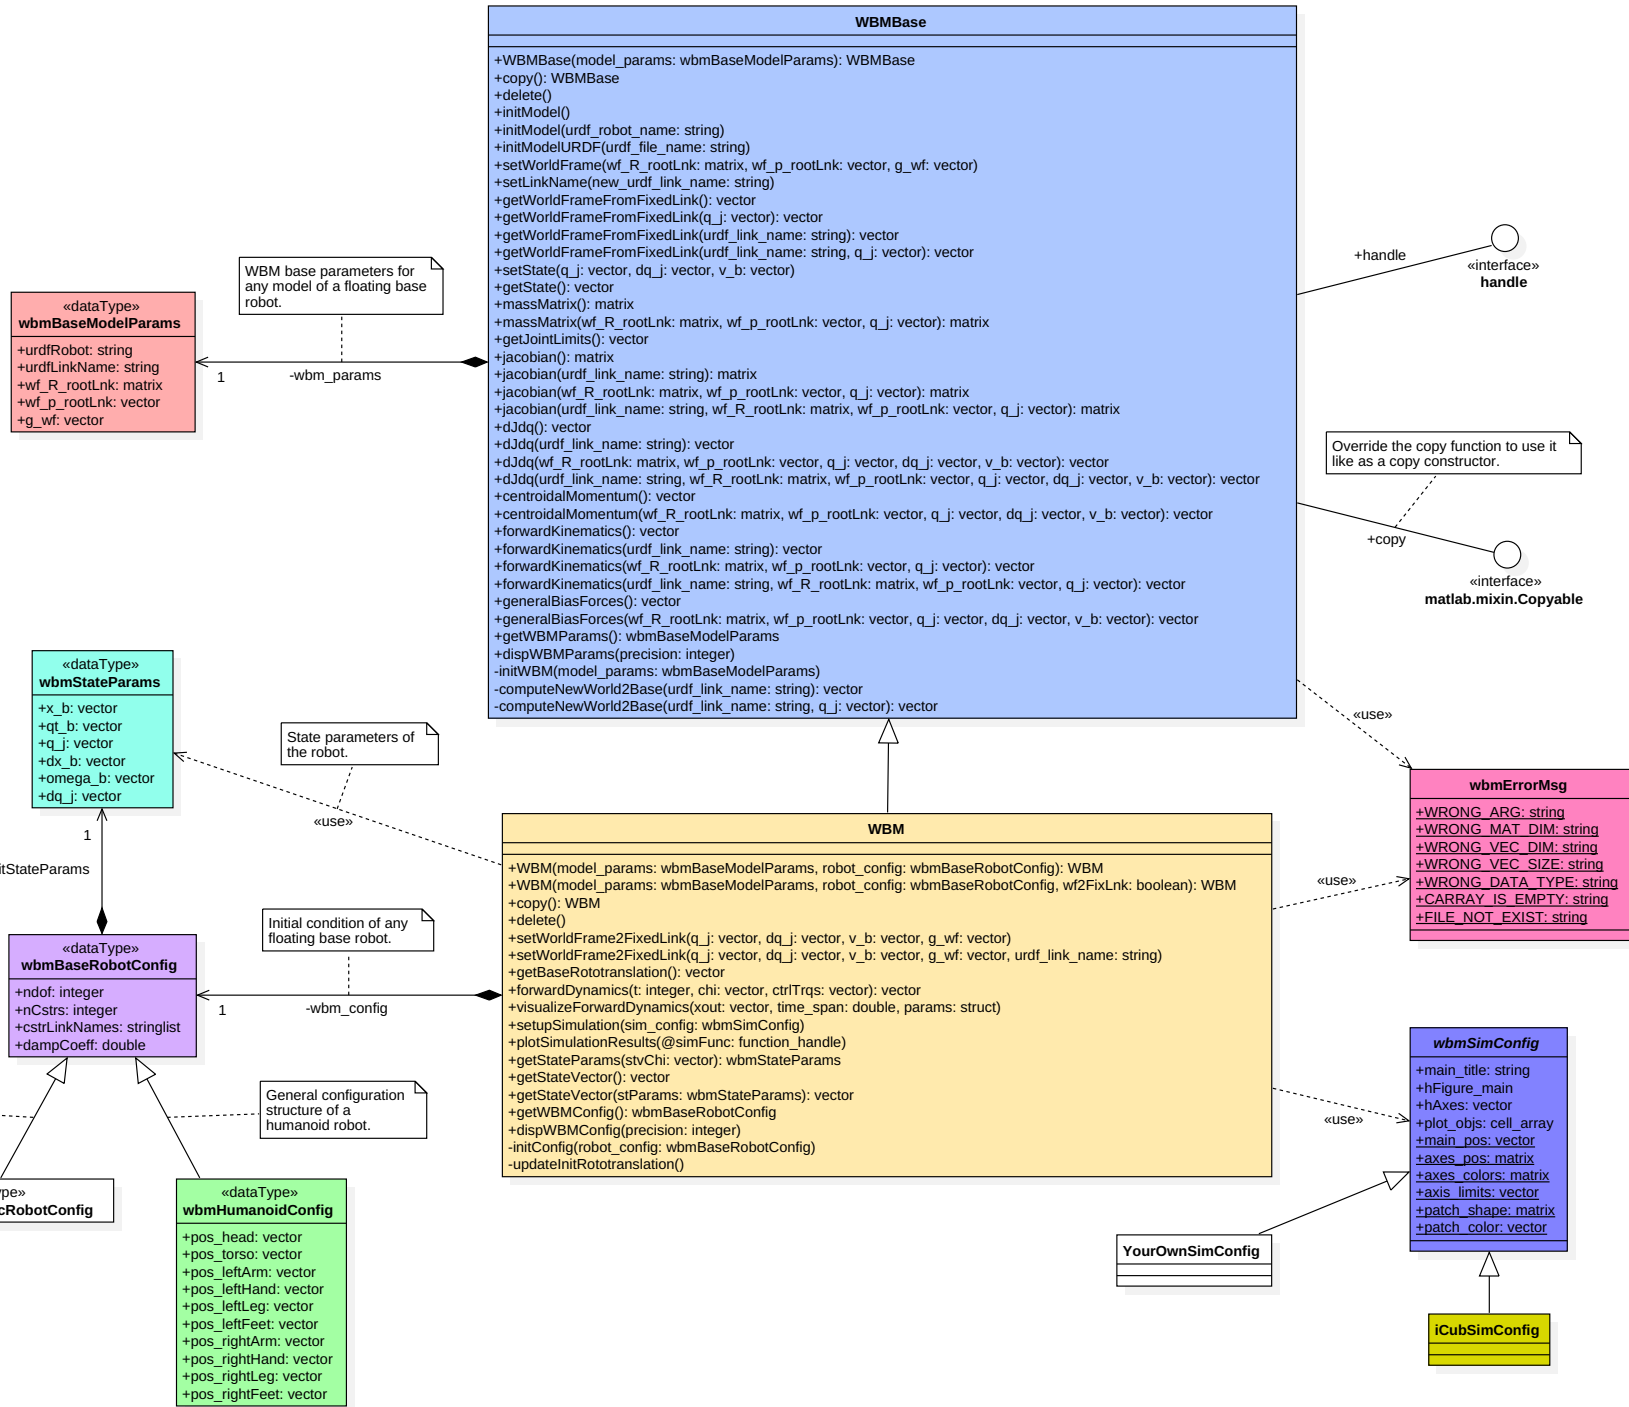 WBMBase
+WBMBase(model_params: wbmBaseModelParams): WBMBase
+copy(): WBMBase
+delete()
+initModel()
+initModel(urdf_robot_name: string)
+initModelURDF(urdf_file_name: string)
+setWorldFrame(wf_R_rootLnk: matrix, wf_p_rootLnk: vector, g_wf: vector)
+setLinkName(new_urdf_link_name: string)
+getWorldFrameFromFixedLink(): vector
+getWorldFrameFromFixedLink(q_j: vector): vector
+getWorldFrameFromFixedLink(urdf_link_name: string): vector
+getWorldFrameFromFixedLink(urdf_link_name: string, q_j: vector): vector
+setState(q_j: vector, dq_j: vector, v_b: vector)
+getState(): vector
+massMatrix(): matrix
+massMatrix(wf_R_rootLnk: matrix, wf_p_rootLnk: vector, q_j: vector): matrix
+getJointLimits(): vector
+jacobian(): matrix
+jacobian(urdf_link_name: string): matrix
+jacobian(wf_R_rootLnk: matrix, wf_p_rootLnk: vector, q_j: vector): matrix
+jacobian(urdf_link_name: string, wf_R_rootLnk: matrix, wf_p_rootLnk: vector, q_j: vector): matrix
+dJdq(): vector
+dJdq(urdf_link_name: string): vector
+dJdq(wf_R_rootLnk: matrix, wf_p_rootLnk: vector, q_j: vector, dq_j: vector, v_b: vector): vector
+dJdq(urdf_link_name: string, wf_R_rootLnk: matrix, wf_p_rootLnk: vector, q_j: vector, dq_j: vector, v_b: vector): vector
+centroidalMomentum(): vector
+centroidalMomentum(wf_R_rootLnk: matrix, wf_p_rootLnk: vector, q_j: vector, dq_j: vector, v_b: vector): vector
+forwardKinematics(): vector
+forwardKinematics(urdf_link_name: string): vector
+forwardKinematics(wf_R_rootLnk: matrix, wf_p_rootLnk: vector, q_j: vector): vector
+forwardKinematics(urdf_link_name: string, wf_R_rootLnk: matrix, wf_p_rootLnk: vector, q_j: vector): vector
+generalBiasForces(): vector
+generalBiasForces(wf_R_rootLnk: matrix, wf_p_rootLnk: vector, q_j: vector, dq_j: vector, v_b: vector): vector
+getWBMParams(): wbmBaseModelParams
+dispWBMParams(precision: integer)
-initWBM(model_params: wbmBaseModelParams)
-computeNewWorld2Base(urdf_link_name: string): vector
-computeNewWorld2Base(urdf_link_name: string, q_j: vector): vector
+handle
«interface»
handle
WBM base parameters for
any model of a floating base
robot.
«dataType»
wbmBaseModelParams
+urdfRobot: string
+urdfLinkName: string
+wf_R_rootLnk: matrix
+wf_p_rootLnk: vector
+g_wf: vector
1
-wbm_params
Override the copy function to use it
like as a copy constructor.
+copy
«interface»
matlab.mixin.Copyable
«dataType»
wbmStateParams
+x_b: vector
+qt_b: vector
+q_j: vector
+dx_b: vector
+omega_b: vector
+dq_j: vector
State parameters of
the robot.
«use»
«use»
wbmErrorMsg
+WRONG_ARG: string
+WRONG_MAT_DIM: string
+WRONG_VEC_DIM: string
+WRONG_VEC_SIZE: string
+WRONG_DATA_TYPE: string
+CARRAY_IS_EMPTY: string
+FILE_NOT_EXIST: string
1
itStateParams
WBM
+WBM(model_params: wbmBaseModelParams, robot_config: wbmBaseRobotConfig): WBM
+WBM(model_params: wbmBaseModelParams, robot_config: wbmBaseRobotConfig, wf2FixLnk: boolean): WBM
+copy(): WBM
+delete()
+setWorldFrame2FixedLink(q_j: vector, dq_j: vector, v_b: vector, g_wf: vector)
+setWorldFrame2FixedLink(q_j: vector, dq_j: vector, v_b: vector, g_wf: vector, urdf_link_name: string)
+getBaseRototranslation(): vector
+forwardDynamics(t: integer, chi: vector, ctrlTrqs: vector): vector
+visualizeForwardDynamics(xout: vector, time_span: double, params: struct)
+setupSimulation(sim_config: wbmSimConfig)
+plotSimulationResults(@simFunc: function_handle)
+getStateParams(stvChi: vector): wbmStateParams
+getStateVector(): vector
+getStateVector(stParams: wbmStateParams): vector
+getWBMConfig(): wbmBaseRobotConfig
+dispWBMConfig(precision: integer)
-initConfig(robot_config: wbmBaseRobotConfig)
-updateInitRototranslation()
«use»
Initial condition of any
floating base robot.
«dataType»
wbmBaseRobotConfig
+ndof: integer
+nCstrs: integer
+cstrLinkNames: stringlist
+dampCoeff: double
1
-wbm_config
General configuration
structure of a
humanoid robot.
«use»
wbmSimConfig
+main_title: string
+hFigure_main
+hAxes: vector
+plot_objs: cell_array
+main_pos: vector
+axes_pos: matrix
+axes_colors: matrix
+axis_limits: vector
+patch_shape: matrix
+patch_color: vector
ype»
cRobotConfig
«dataType»
wbmHumanoidConfig
+pos_head: vector
+pos_torso: vector
+pos_leftArm: vector
+pos_leftHand: vector
+pos_leftLeg: vector
+pos_leftFeet: vector
+pos_rightArm: vector
+pos_rightHand: vector
+pos_rightLeg: vector
+pos_rightFeet: vector
YourOwnSimConfig
iCubSimConfig